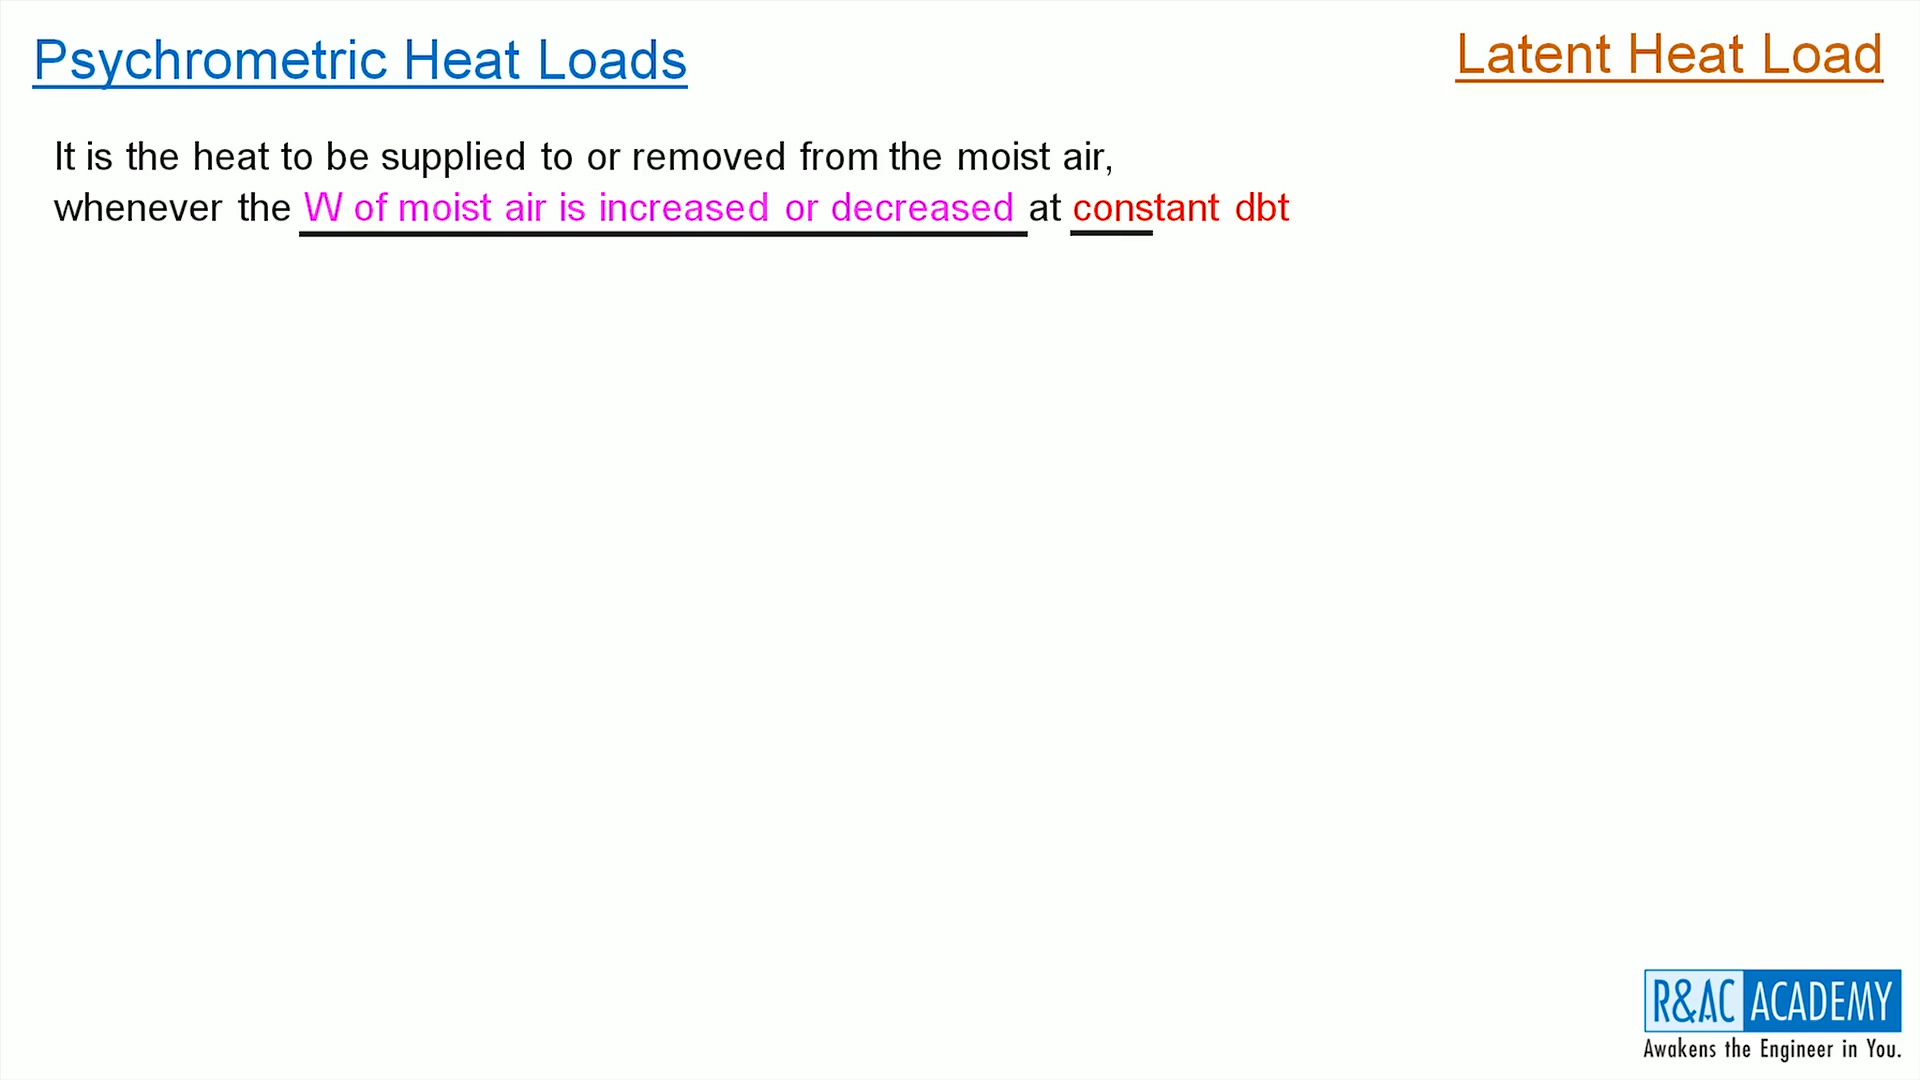 Psychrometric Heat Loads
Latent Heat Load
It is the heat to be supplied to or removed from the moist air,
whenever the W of moist air is increased or decreased at constant dbt
R&AC ACADEMY
Awakens the Engineer in You.